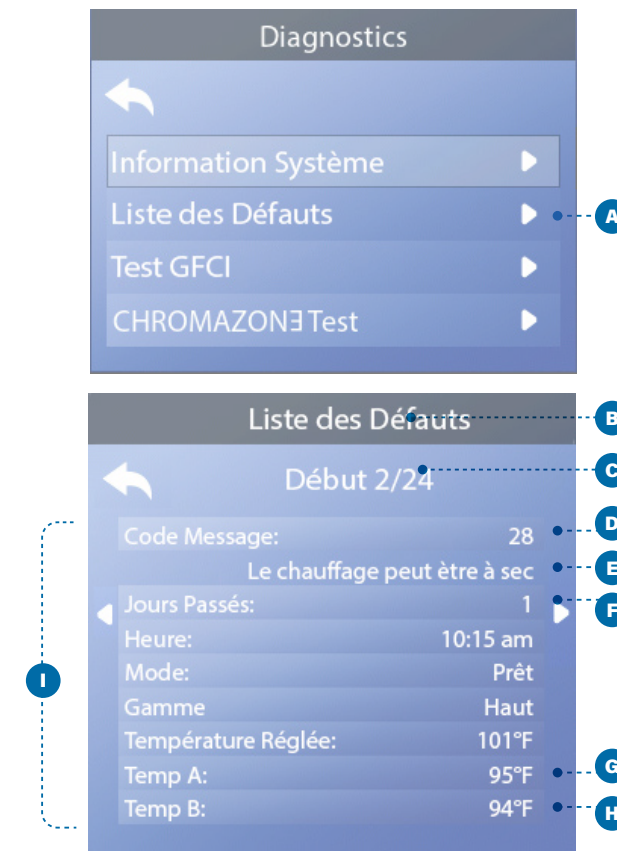 Diagnostics
Information Système
Liste des Défauts
A
Test GFCI
CHROMAZONƎ Test
Liste des Défauts
B
Début 2/24
C
Code Message: 28
D
Le chauffage peut ètre à sec
E
Jours Passés: 1
F
Heure: 10:15 am
Mode: Prêt
I
Gamme Haut
Température Réglée: 101°F
Temp A: 95°F
G
Temp B: 94°F
H